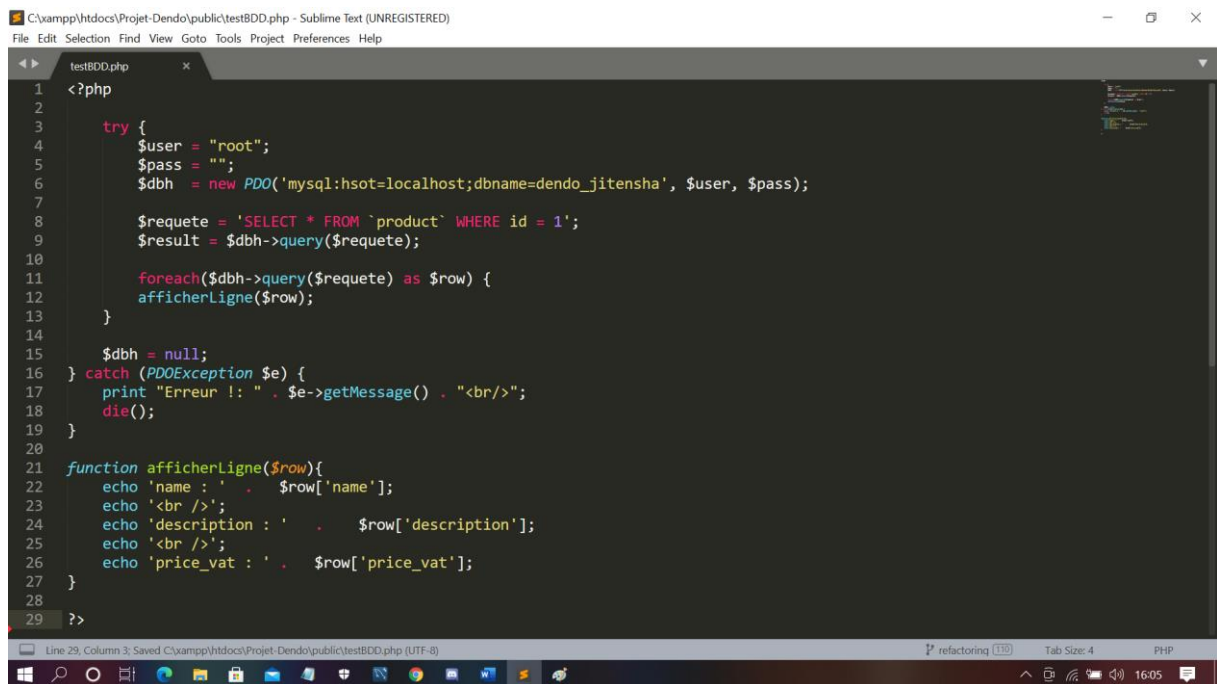 C:\xampp\htdocs\Projet-Dendo\public\testBDD.php - Sublime Text (UNREGISTERED)
File Edit Selection Find View Goto Tools Project Preferences Help
testBDD.php ×
1 <?php
2
3 try {
4 $user = "root";
5 $pass = "";
6 $dbh = new PDO('mysql:hsot=localhost;dbname=dendo_jitensha', $user, $pass);
7
8 $requete = 'SELECT * FROM `product` WHERE id = 1';
9 $result = $dbh->query($requete);
10
11 foreach($dbh->query($requete) as $row) {
12 afficherLigne($row);
13 }
14
15 $dbh = null;
16 } catch (PDOException $e) {
17 print "Erreur !: " . $e->getMessage() . "<br/>";
18 die();
19 }
20
21 function afficherLigne($row){
22 echo 'name : ' . $row['name'];
23 echo '<br />';
24 echo 'description : ' . $row['description'];
25 echo '<br />';
26 echo 'price_vat : ' . $row['price_vat'];
27 }
28
29 ?>
Line 29, Column 3; Saved C:\xampp\htdocs\Projet-Dendo\public\testBDD.php (UTF-8) refactoring 110 Tab Size: 4 PHP
16:05